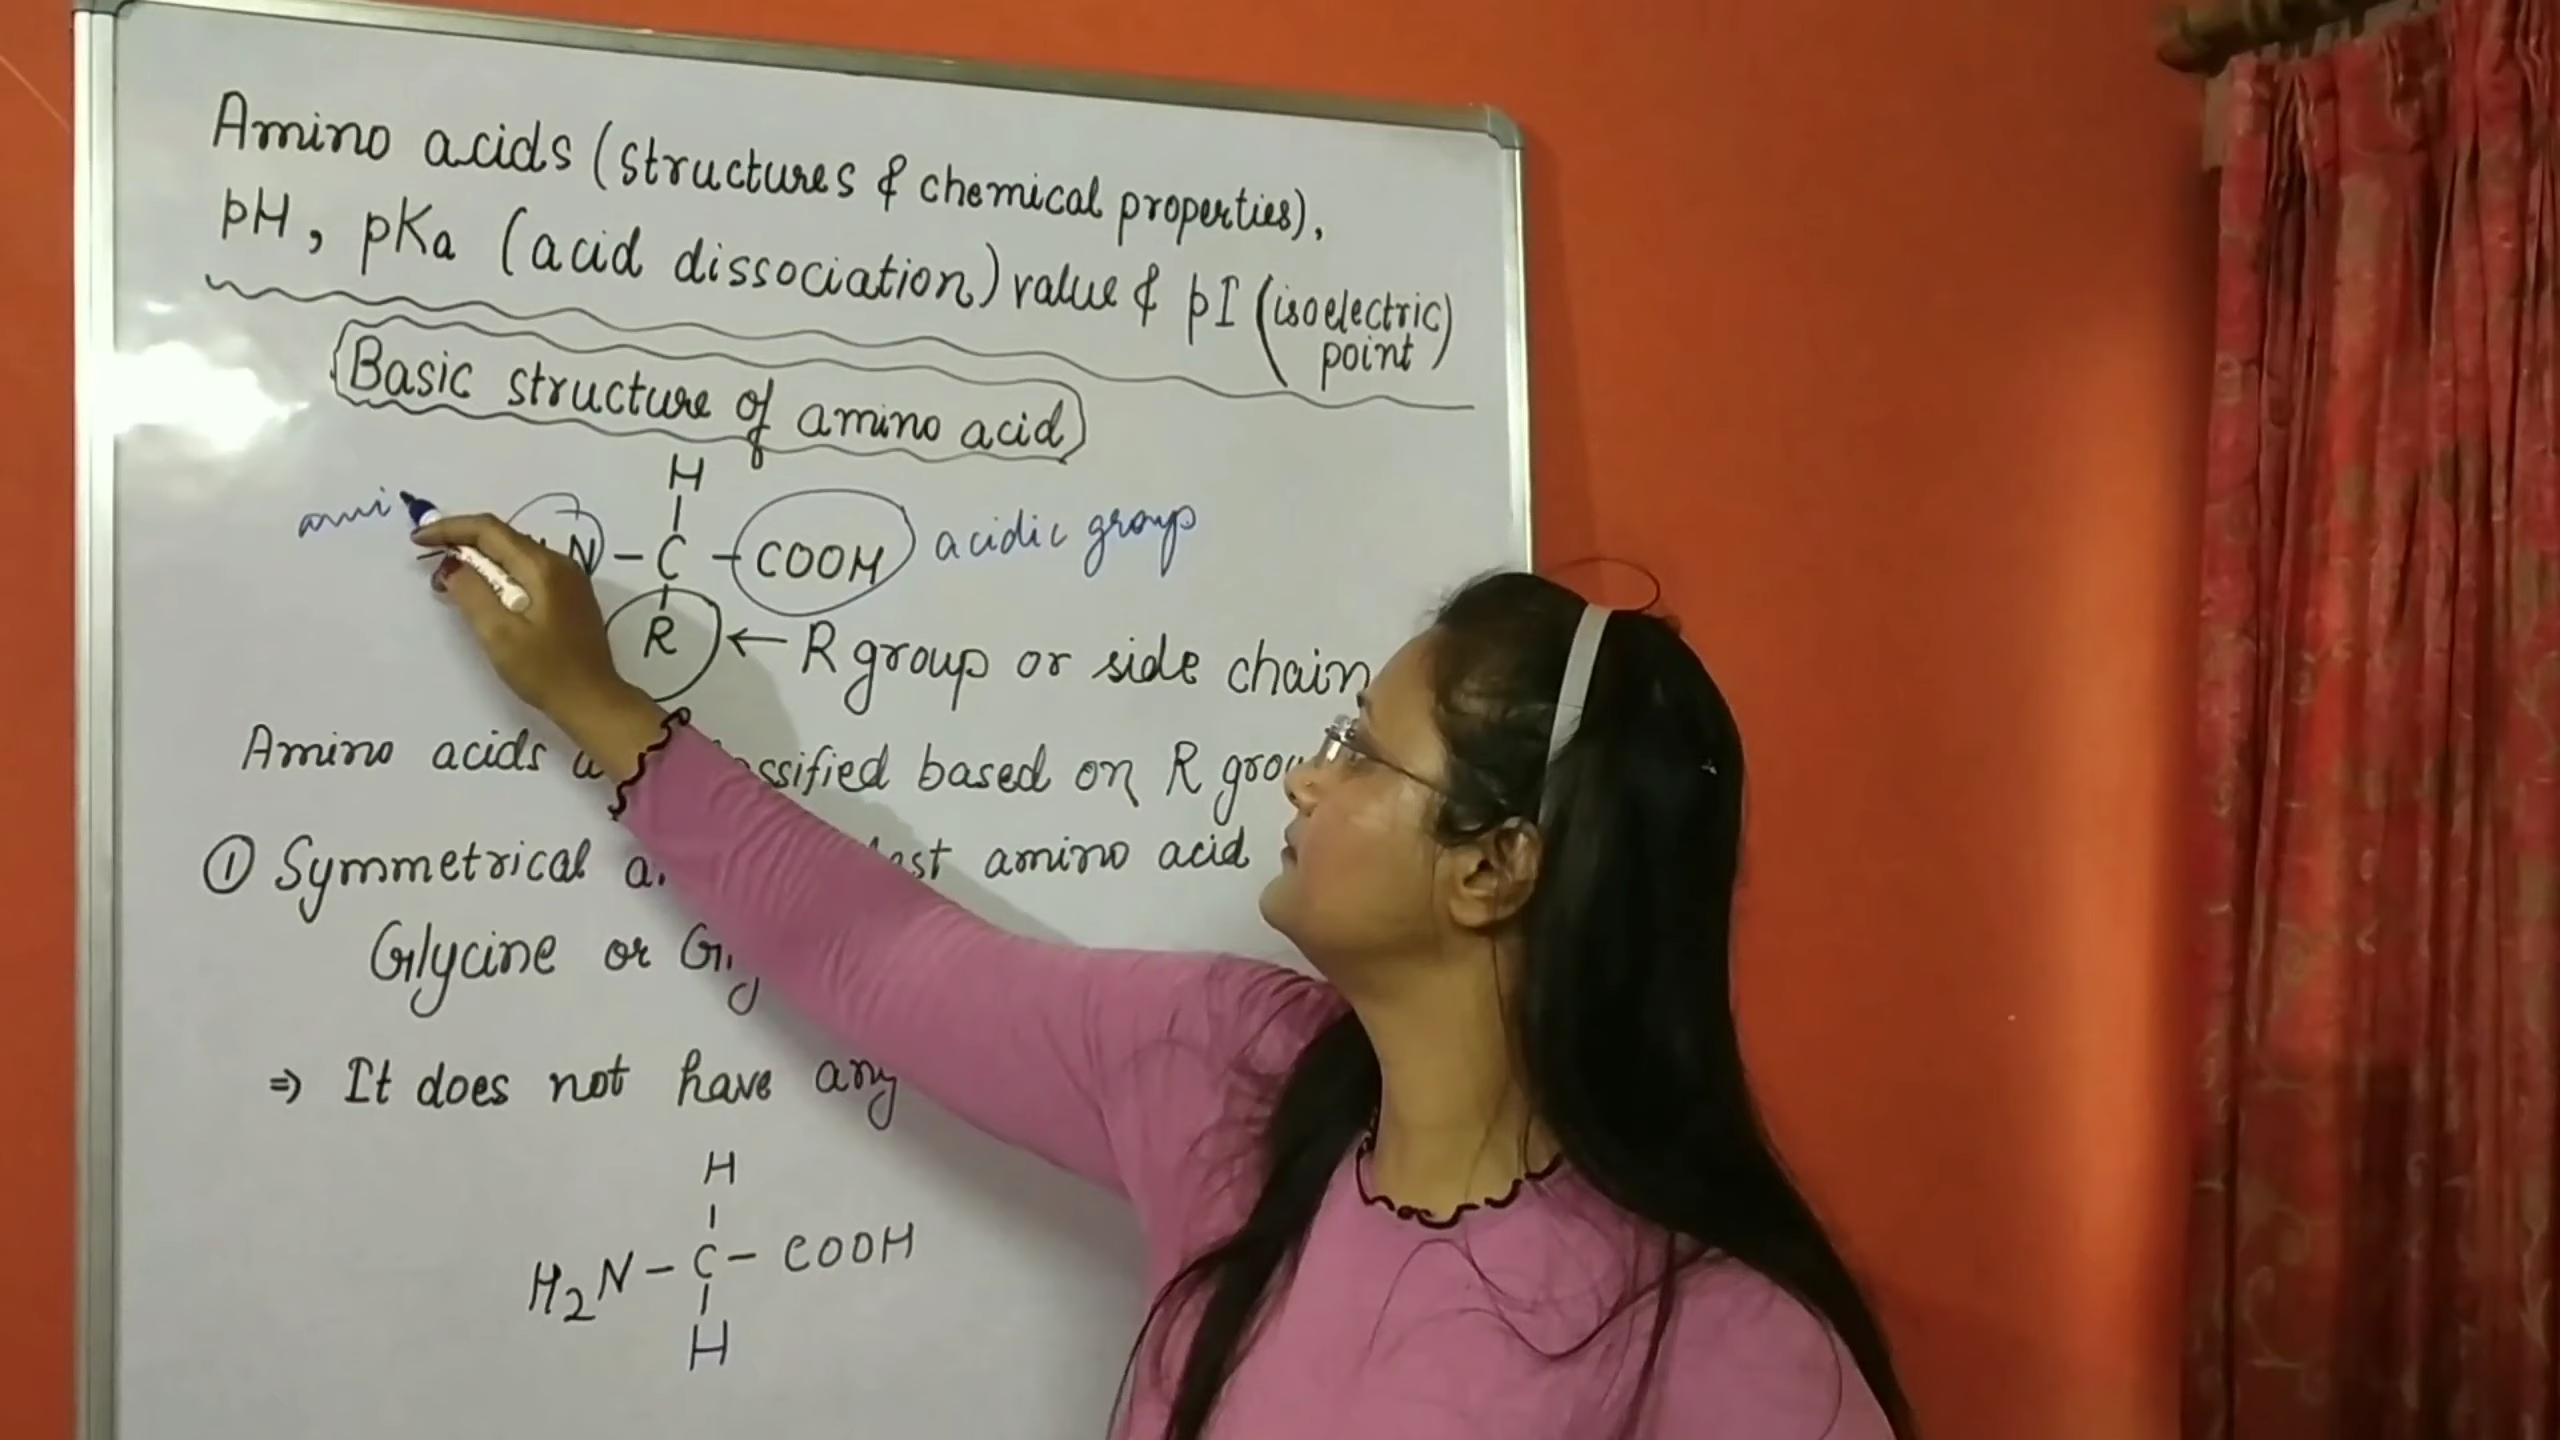 Amino acids (structures & chemical properties),
pH, pKa (acid dissociation) value & pI (isoelectric point)
Basic structure of amino acid
H
N - C - COOH acidic group
R ← R group or side chain
Amino acids based on R
① Symmetrical amino acid
Glycine or
⇒ It does not have any
H
H2N - C - COOH
H